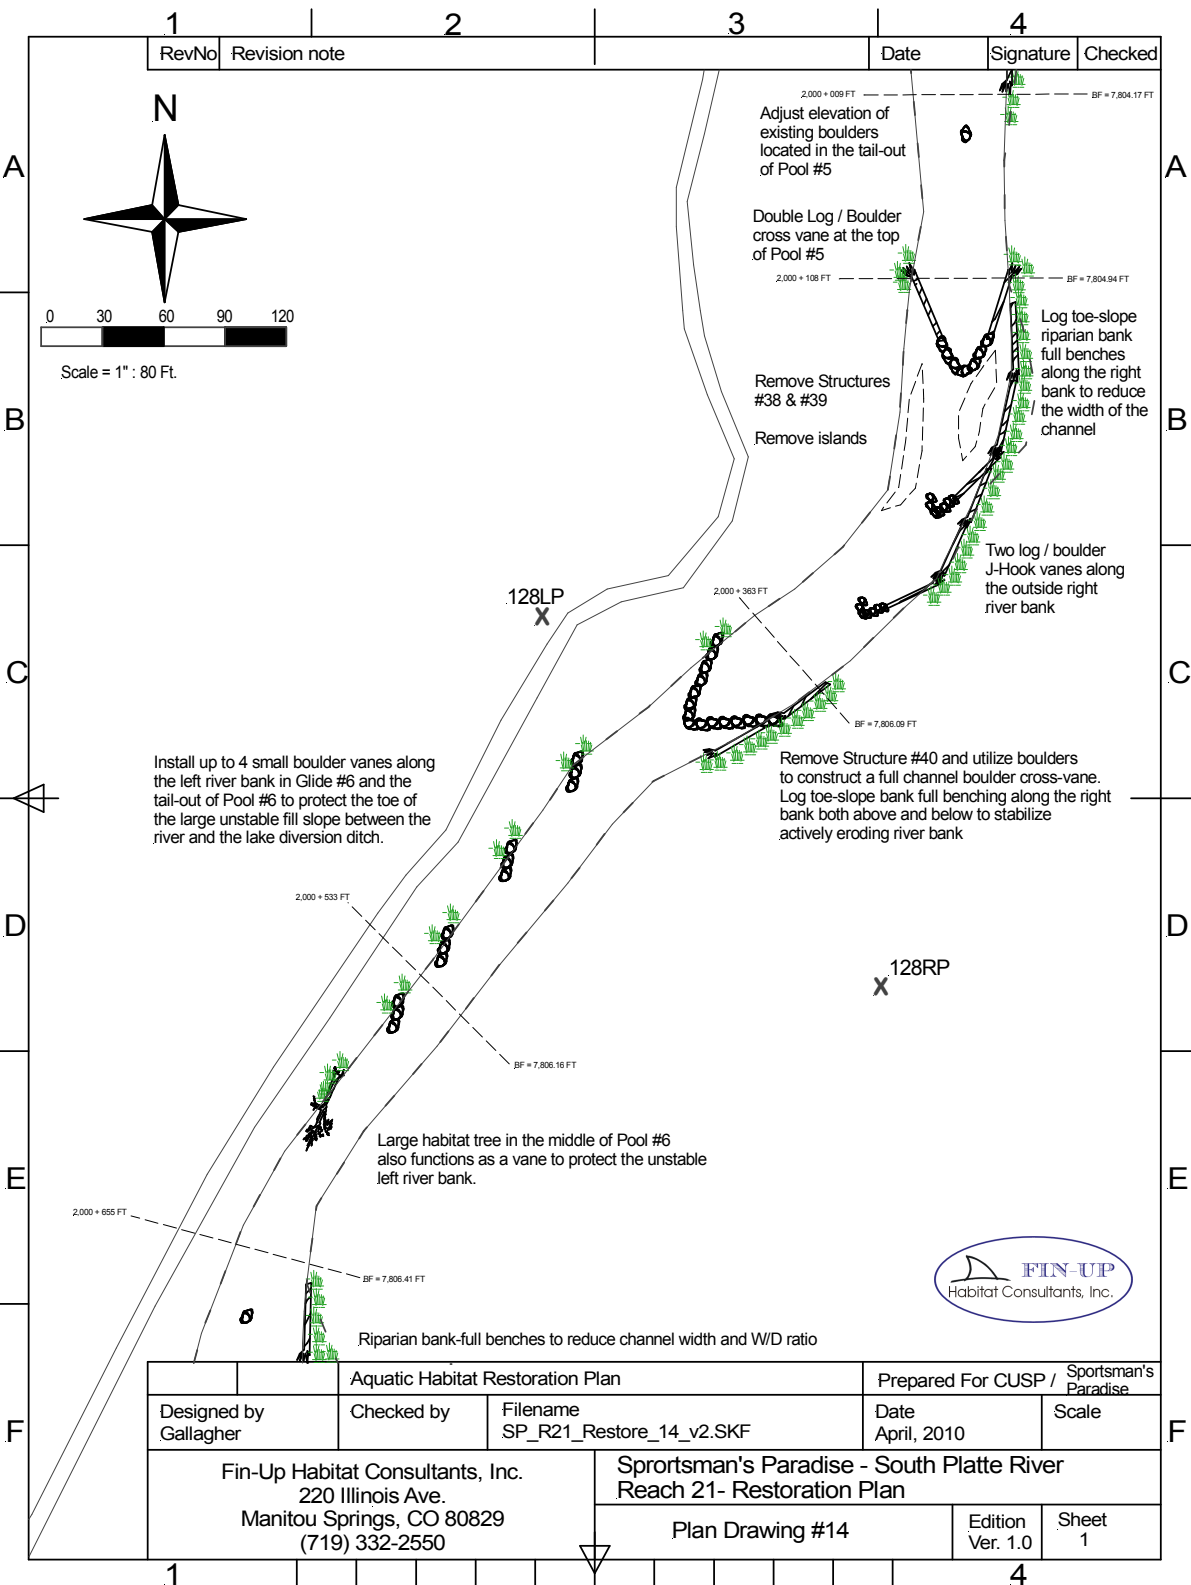 1
2
3
4
RevNo
Revision note
Date
Signature
Checked
N
2,000 + 009 FT
BF = 7,804.17 FT
Adjust elevation of
existing boulders
located in the tail-out
of Pool #5
A
A
Double Log / Boulder
cross vane at the top
of Pool #5
2,000 + 108 FT
BF = 7,804.94 FT
0 30 60 90 120
Scale = 1" : 80 Ft.
Log toe-slope
riparian bank
full benches
along the right
bank to reduce
the width of the
channel
Remove Structures
#38 & #39
Remove islands
B
B
Two log / boulder
J-Hook vanes along
the outside right
river bank
128LP
X
2,000 + 363 FT
C
C
BF = 7,806.09 FT
Install up to 4 small boulder vanes along
the left river bank in Glide #6 and the
tail-out of Pool #6 to protect the toe of
the large unstable fill slope between the
river and the lake diversion ditch.
Remove Structure #40 and utilize boulders
to construct a full channel boulder cross-vane.
Log toe-slope bank full benching along the right
bank both above and below to stabilize
actively eroding river bank
2,000 + 533 FT
D
D
128RP
X
BF = 7,806.16 FT
Large habitat tree in the middle of Pool #6
also functions as a vane to protect the unstable
left river bank.
E
E
2,000 + 655 FT
BF = 7,806.41 FT
FIN-UP
Habitat Consultants, Inc.
Riparian bank-full benches to reduce channel width and W/D ratio
Aquatic Habitat Restoration Plan
Prepared For CUSP /
Sportsman's
Paradise
Designed by
Gallagher
Checked by
Filename
SP_R21_Restore_14_v2.SKF
Date
April, 2010
Scale
F
F
Fin-Up Habitat Consultants, Inc.
220 Illinois Ave.
Manitou Springs, CO 80829
(719) 332-2550
Sprortsman's Paradise - South Platte River
Reach 21- Restoration Plan
Plan Drawing #14
Edition
Ver. 1.0
Sheet
1
1
4